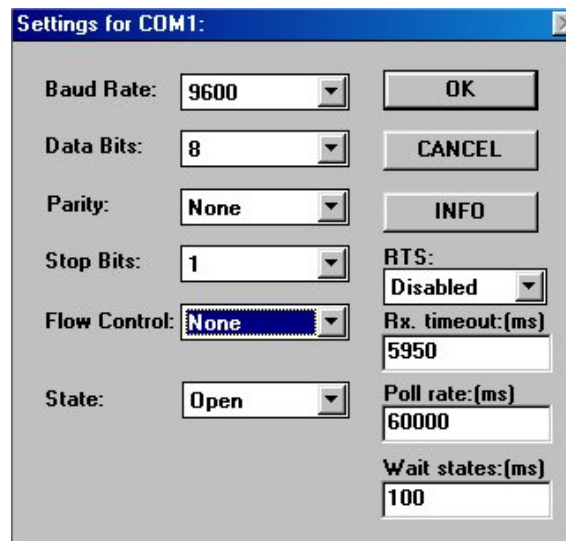 Settings for COM1:
Baud Rate: 9600
OK
Data Bits: 8
CANCEL
Parity: None
INFO
Stop Bits: 1
RTS:
Disabled
Flow Control: None
Rx. timeout:(ms)
5950
State: Open
Poll rate:(ms)
60000
Wait states:(ms)
100